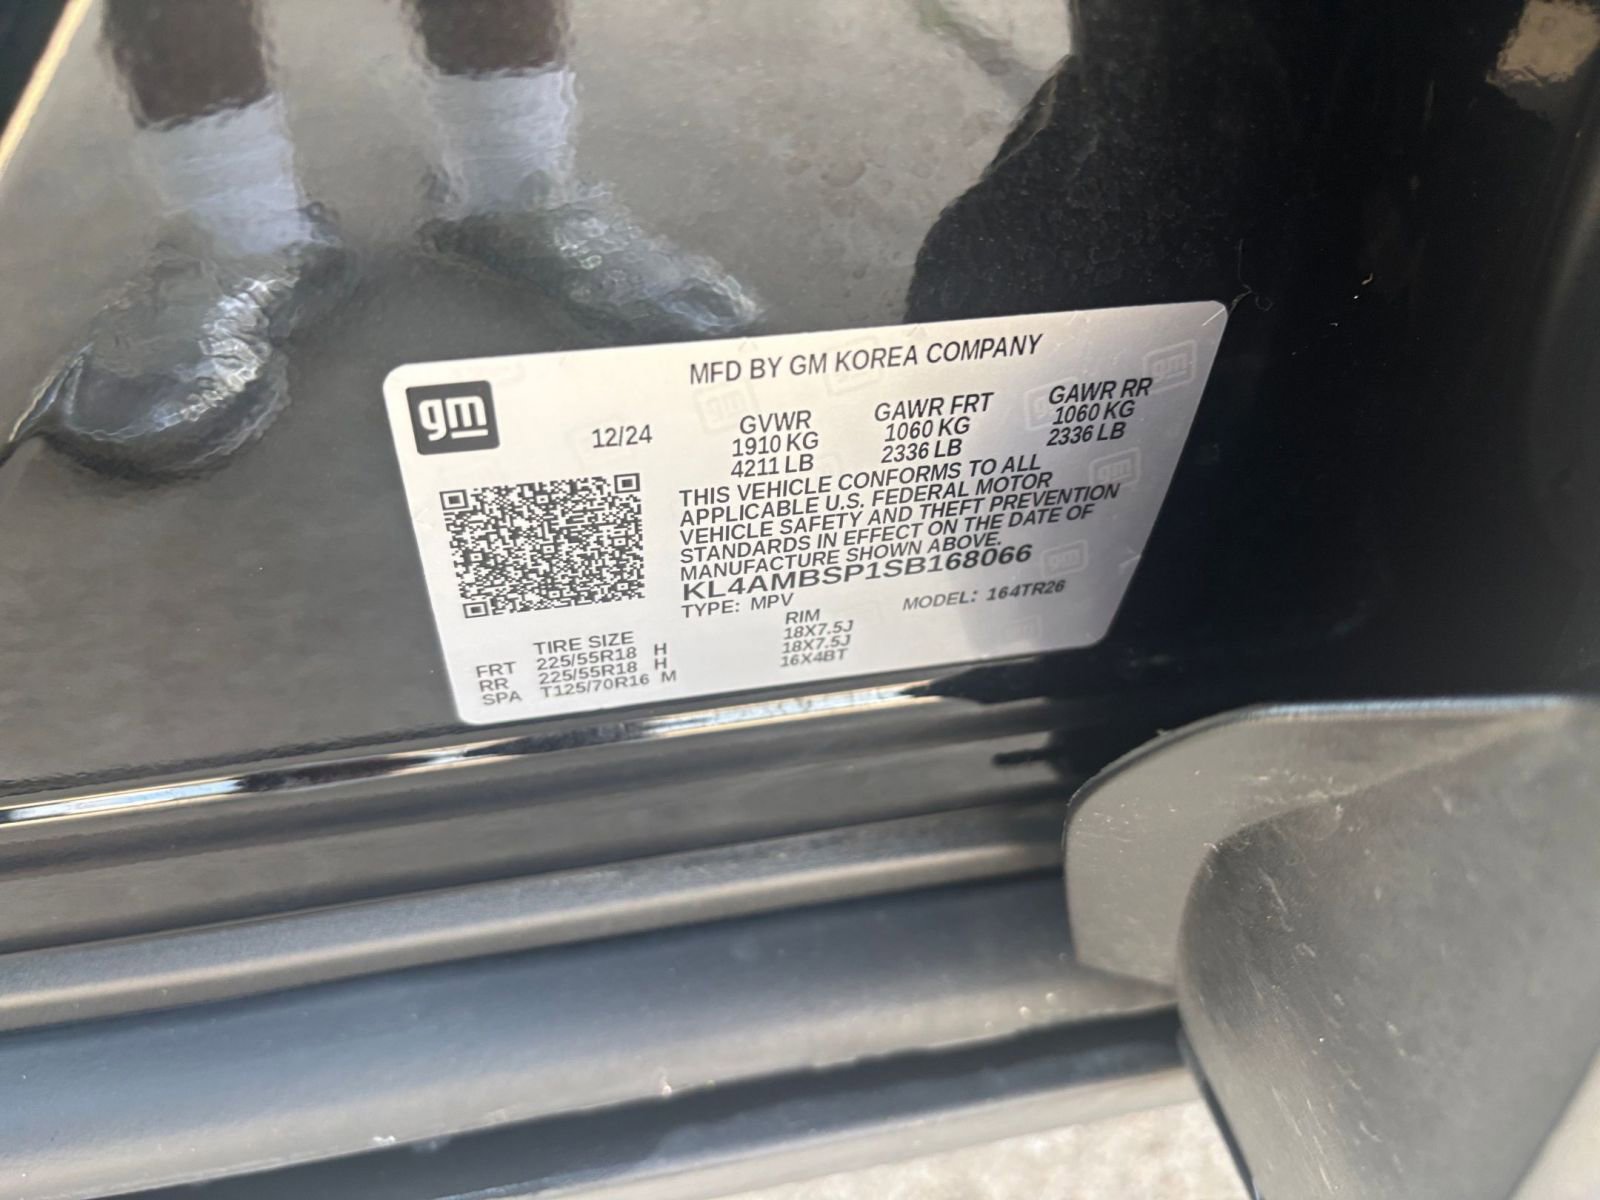 MFD BY GM KOREA COMPANY
gm
12/24
GVWR GAWR FRT GAWR RR
1910 KG 1060 KG 1060 KG
4211 LB 2336 LB 2336 LB
THIS VEHICLE CONFORMS TO ALL
APPLICABLE U.S. FEDERAL MOTOR
VEHICLE SAFETY AND THEFT PREVENTION
STANDARDS IN EFFECT ON THE DATE OF
MANUFACTURE SHOWN ABOVE.
KL4AMBSP1SB168066
TYPE: MPV MODEL: 164TR26
TIRE SIZE RIM
FRT 225/55R18 H 18X7.5J
RR 225/55R18 H 18X7.5J
SPA T125/70R16 M 16X4BT